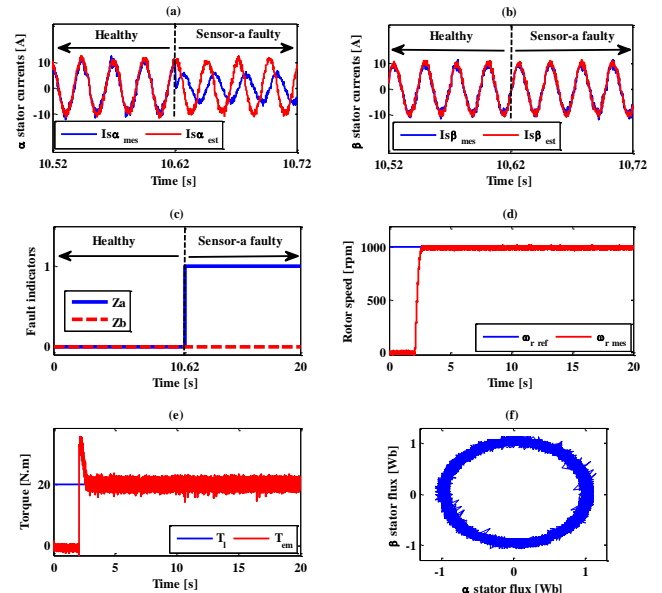 (a)
Healthy
Sensor-a faulty
α stator currents [A]
10
0
-10
Isα mes
Isα est
10,52
10,62
10,72
Time [s]
(b)
Healthy
Sensor-a faulty
β stator currents [A]
10
0
-10
Isβ mes
Isβ est
10,52
10,62
10,72
Time [s]
(c)
Healthy
Sensor-a faulty
Fault indicators
1
0
Za
Zb
0
10.62
20
Time [s]
(d)
Rotor speed [rpm]
1000
500
0
ω r ref
ω r mes
0
5
10
15
20
Time [s]
(e)
Torque [N.m]
20
0
T l
T em
0
5
10
15
20
Time [s]
(f)
β stator flux [Wb]
1
0
-1
-1
0
1
α stator flux [Wb]